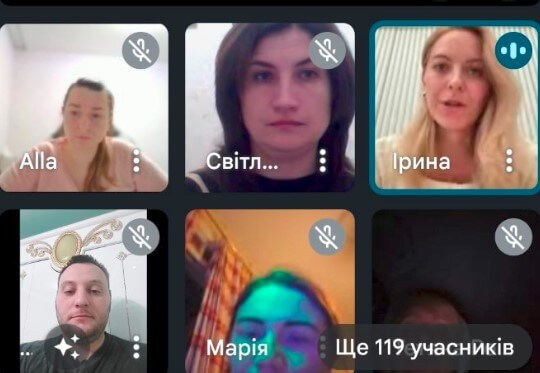 Alla
Світл...
Ірина
...
Марія
Ще 119 учасників